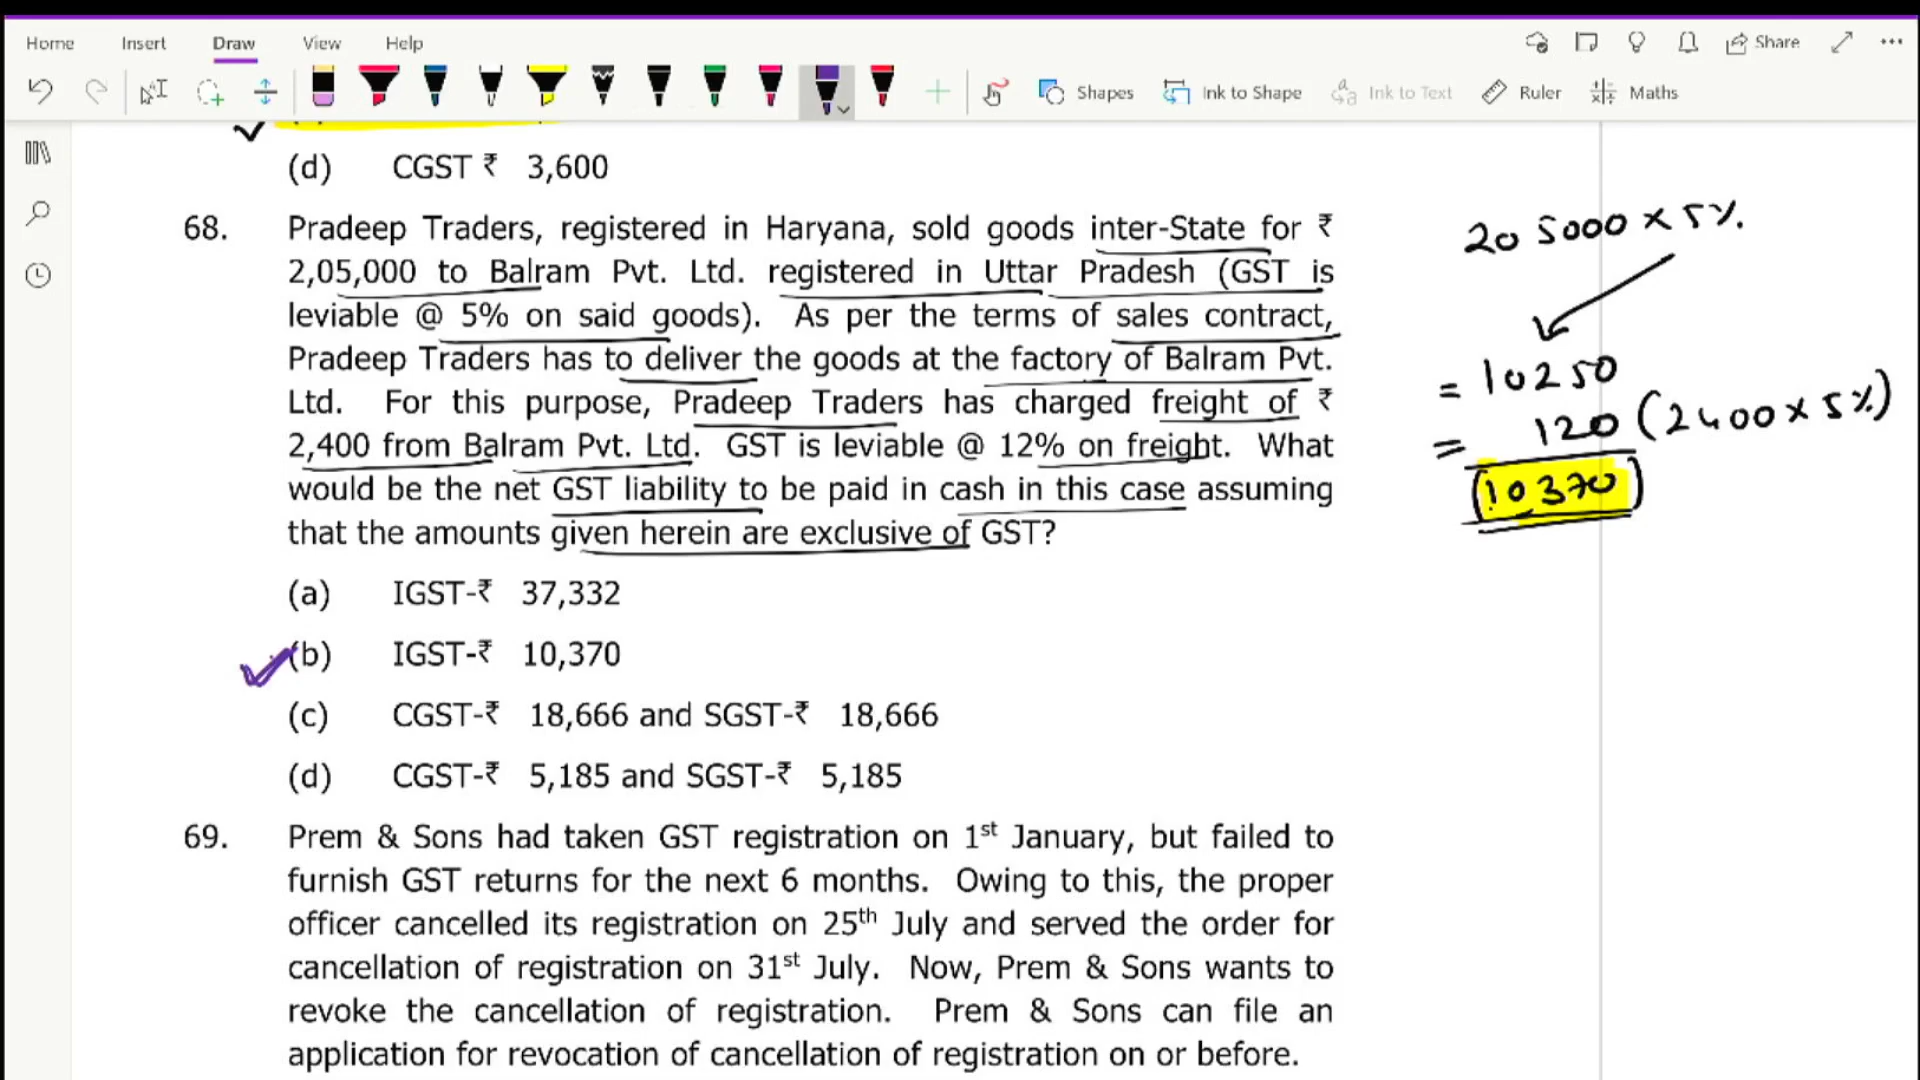 Home Insert Draw View Help Share
Shapes Ink to Shape Ink to Text Ruler Maths
(d) CGST ₹ 3,600
68. Pradeep Traders, registered in Haryana, sold goods inter-State for ₹
2,05,000 to Balram Pvt. Ltd. registered in Uttar Pradesh (GST is
leviable @ 5% on said goods). As per the terms of sales contract,
Pradeep Traders has to deliver the goods at the factory of Balram Pvt.
Ltd. For this purpose, Pradeep Traders has charged freight of ₹
2,400 from Balram Pvt. Ltd. GST is leviable @ 12% on freight. What
would be the net GST liability to be paid in cash in this case assuming
that the amounts given herein are exclusive of GST?
(a) IGST-₹ 37,332
(b) IGST-₹ 10,370
(c) CGST-₹ 18,666 and SGST-₹ 18,666
(d) CGST-₹ 5,185 and SGST-₹ 5,185
69. Prem & Sons had taken GST registration on 1st January, but failed to
furnish GST returns for the next 6 months. Owing to this, the proper
officer cancelled its registration on 25th July and served the order for
cancellation of registration on 31st July. Now, Prem & Sons wants to
revoke the cancellation of registration. Prem & Sons can file an
application for revocation of cancellation of registration on or before.
205000 x 5%
= 10250
= 120 (2400 x 5%)
(10370)